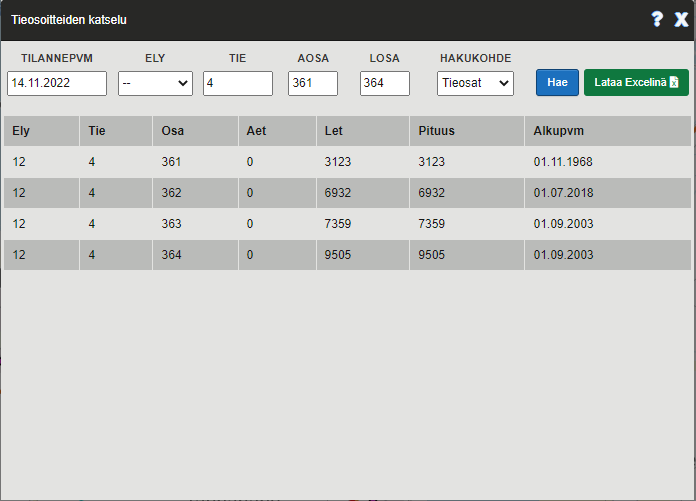 Tieosoitteiden katselu ? X
TILANNEPVM ELY TIE AOSA LOSA HAKUKOHDE
14.11.2022 -- 4 361 364 Tieosat Hae Lataa Excelinä
Ely Tie Osa Aet Let Pituus Alkupvm
12 4 361 0 3123 3123 01.11.1968
12 4 362 0 6932 6932 01.07.2018
12 4 363 0 7359 7359 01.09.2003
12 4 364 0 9505 9505 01.09.2003